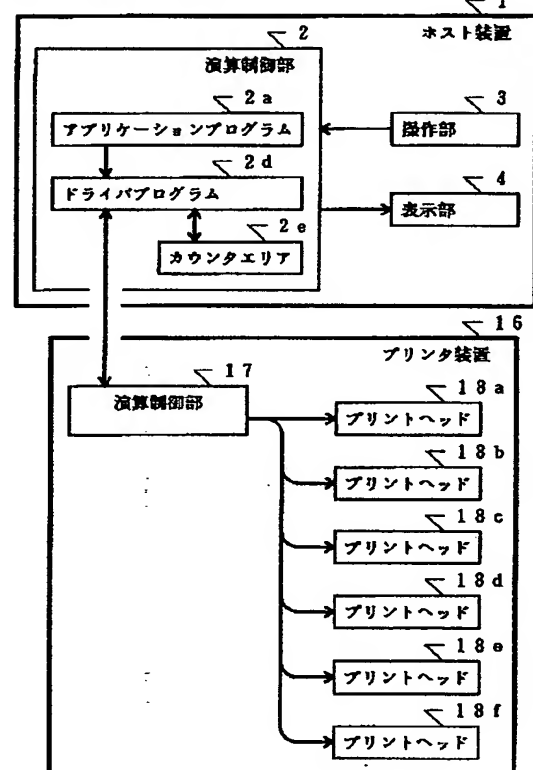 1
ホスト装置
2
演算制御部
2a
アプリケーションプログラム
3
操作部
2d
ドライバプログラム
4
表示部
2e
カウンタエリア
16
プリンタ装置
17
演算制御部
18a
プリントヘッド
18b
プリントヘッド
18c
プリントヘッド
18d
プリントヘッド
18e
プリントヘッド
18f
プリントヘッド